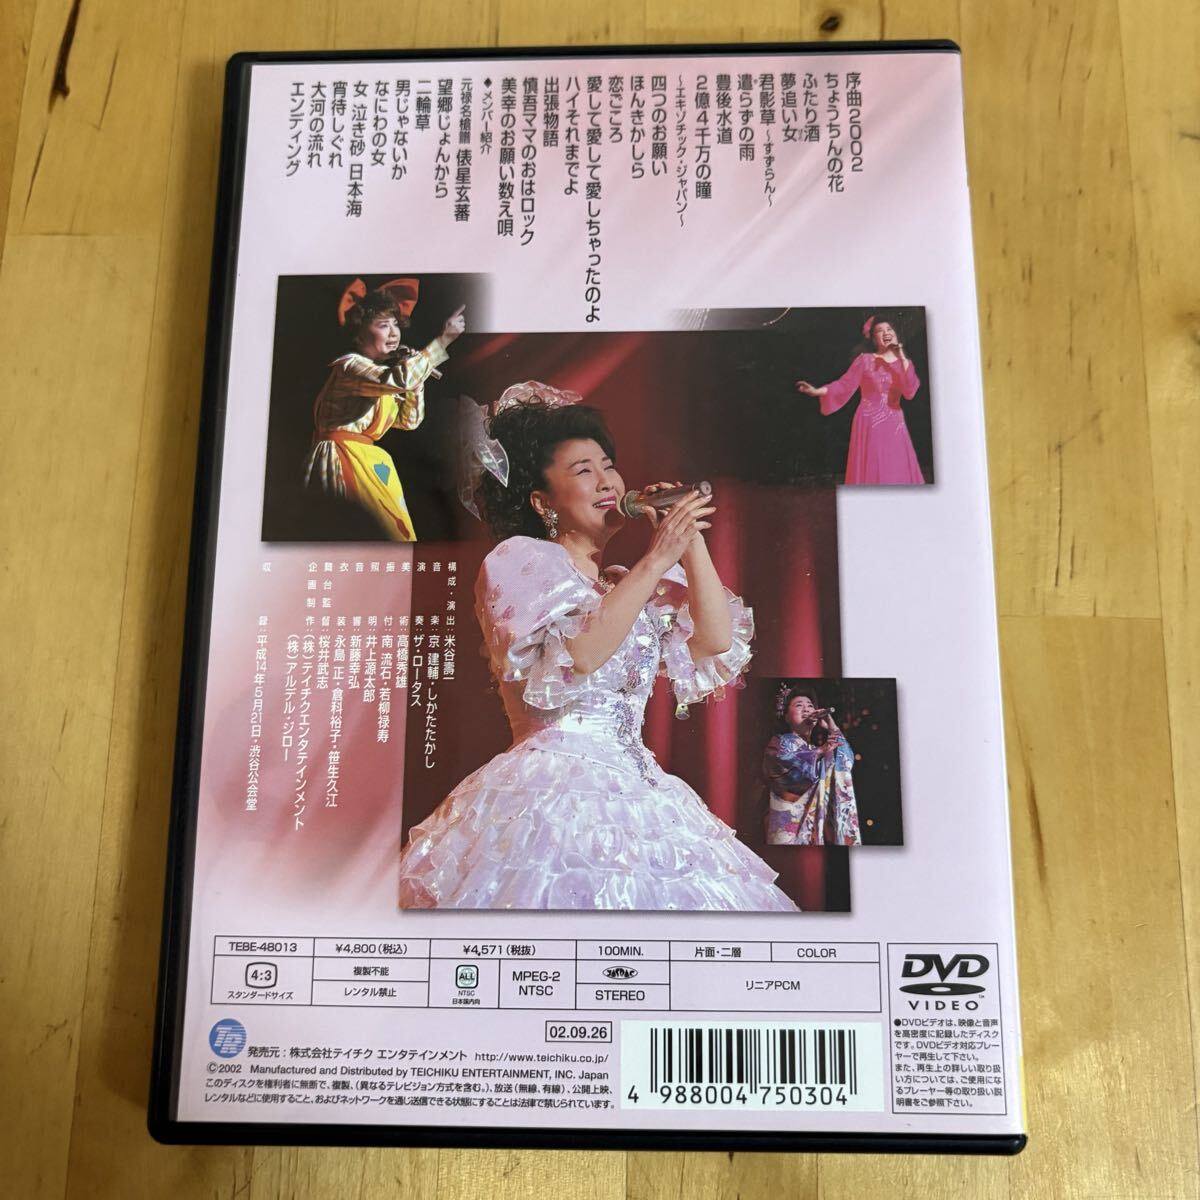 序曲2002
ちょうちんの花
ふたり酒
夢追い女
君影草～すずらん～
遣らずの雨
豊後水道
2億4千万の瞳
～エキゾチック・ジャパン～
四つのお願い
ほんきかしら
恋ごころ
愛して愛して愛しちゃったのよ
ハイそれまでよ
出張物語
慎吾ママのおはロック
美幸のお願い数え唄
◆メンバー紹介
元禄名槍譜 俵星玄蕃
望郷じょんから
二輪草
男じゃないか
なにわの女
女 泣き砂 日本海
宵待しぐれ
大河の流れ
エンディング
構成・演出：米谷壽一
音楽：京 建輔・しかたたかし
演奏：ザ・ロータス
美術：高橋秀雄
振付：南 流石・若柳禄寿
照明：井上源太郎
音響：新藤幸弘
衣装：永島 正・倉科裕子・笹生久江
舞台監督：桜井武志
企画制作：(株)テイチクエンタテインメント
(株)アルデル・ジロー
収録：平成14年5月21日・渋谷公会堂
TEBE-48013
¥4,800(税込)
¥4,571(税抜)
100MIN.
片面・二層
COLOR
4:3
スタンダードサイズ
複製不能
レンタル禁止
ALL
NTSC
日本国内向
MPEG-2
NTSC
JASRAC
STEREO
リニアPCM
DVD
VIDEO
TM
●DVDビデオは、映像と音声
を高密度に記録したディスク
です。DVDビデオ対応プレーヤ
ーで再生して下さい。
また、再生上の詳しい取り扱
い方については、ご使用にな
るプレーヤー等の取り扱い説
明書をご参照下さい。
02.09.26
発売元：株式会社テイチク エンタテインメント http://www.teichiku.co.jp/
Ⓒ2002 Manufactured and Distributed by TEICHIKU ENTERTAINMENT, INC. Japan
このディスクを権利者に無断で、複製、(異なるテレビジョン方式を含む。)、放送(無線、有線)、公開上映、
レンタルなどに使用すること、およびネットワークを通じ送信できる状態にすることは法律で禁じられています。
4 988004 750304